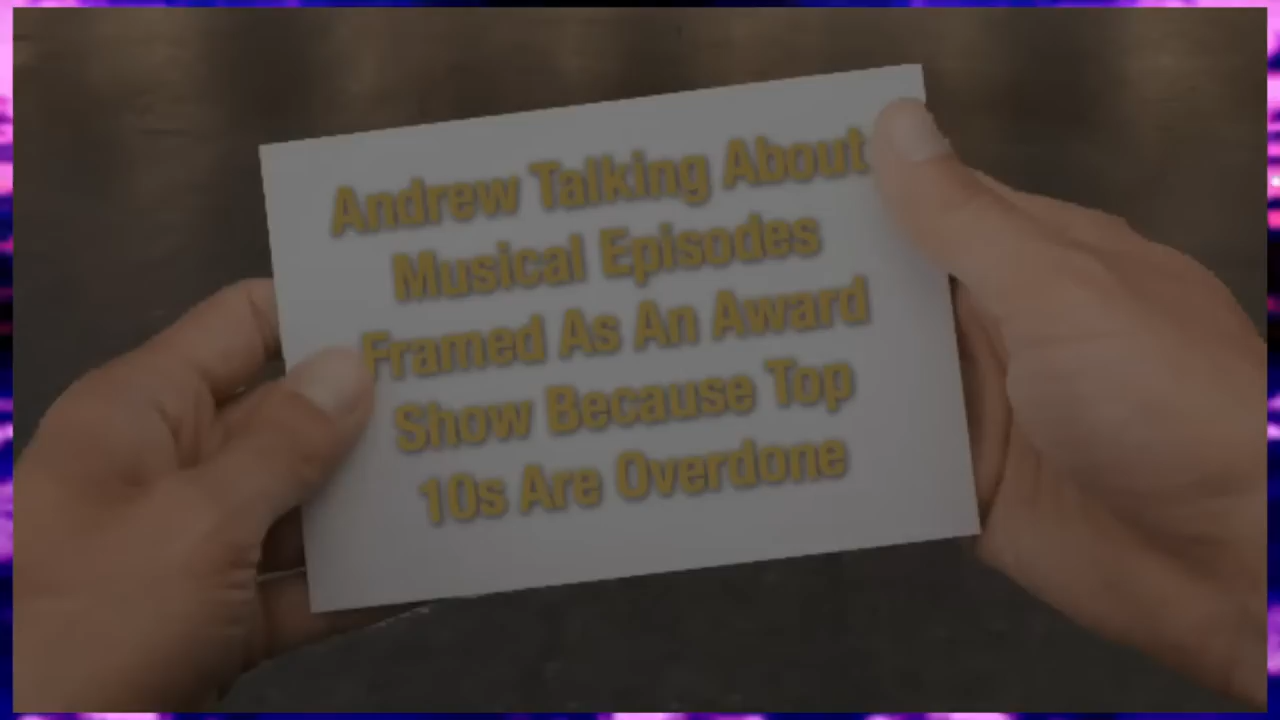 Andrew Talking About
Musical Episodes
Framed As An Award
Show Because Top
10s Are Overdone